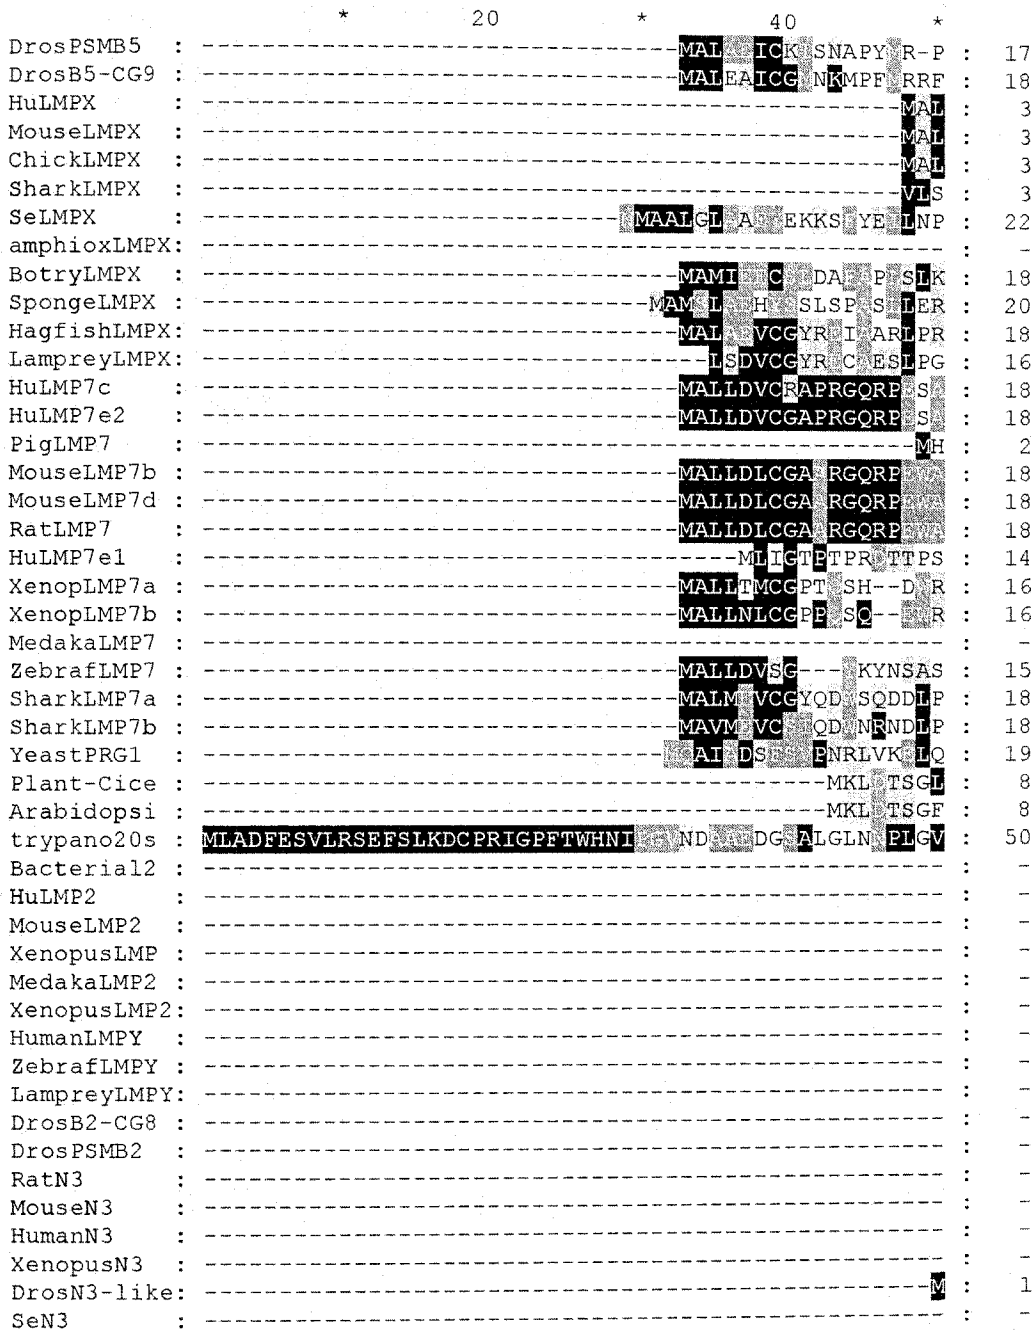 * 20 * 40 *
DrosPSMB5 : --------------------------------MAL ICK SNAPY R-P : 17
DrosB5-CG9 : --------------------------------MALEAICG NKMPF RRF : 18
HuLMPX : -----------------------------------------------MAL : 3
MouseLMPX : -----------------------------------------------MAL : 3
ChickLMPX : -----------------------------------------------MAL : 3
SharkLMPX : -----------------------------------------------VLS : 3
SeLMPX : ---------------------------- MAALGL A EKKS YE LNP : 22
amphioxLMPX: -------------------------------------------------- : -
BotryLMPX : --------------------------------MAMI C DA P SLK : 18
SpongeLMPX : ------------------------------MAM L H SLSP S LER : 20
HagfishLMPX: --------------------------------MAL VCGYR I ARLPR : 18
LampreyLMPX: ----------------------------------LSDVCGYR C ESLPG : 16
HuLMP7c : --------------------------------MALLDVCRAPRGQRP S : 18
HuLMP7e2 : --------------------------------MALLDVCGAPRGQRP S : 18
PigLMP7 : ------------------------------------------------MH : 2
MouseLMP7b : --------------------------------MALLDLCGA RGQRP : 18
MouseLMP7d : --------------------------------MALLDLCGA RGQRP : 18
RatLMP7 : --------------------------------MALLDLCGA RGQRP : 18
HuLMP7e1 : ------------------------------------MLIGTPTPR TTPS : 14
XenopLMP7a : --------------------------------MALLTMCGPT SH--D R : 16
XenopLMP7b : --------------------------------MALLNLCGPP SQ-- R : 16
MedakaLMP7 : -------------------------------------------------- : -
ZebrafLMP7 : --------------------------------MALLDVSG--- KYNSAS : 15
SharkLMP7a : --------------------------------MALM VCGYQD SQDDLP : 18
SharkLMP7b : --------------------------------MAVM VC QD NRNDLP : 18
YeastPRG1 : ------------------------------- AI DS PNRLVK LQ : 19
Plant-Cice : ------------------------------------------MKL TSGL : 8
Arabidopsi : ------------------------------------------MKL TSGF : 8
trypano20s : MLADFESVLRSEFSLKDCPRIGPFTWHNI ND DG ALGLN PLGV : 50
Bacterial2 : -------------------------------------------------- : -
HuLMP2 : -------------------------------------------------- : -
MouseLMP2 : -------------------------------------------------- : -
XenopusLMP : -------------------------------------------------- : -
MedakaLMP2 : -------------------------------------------------- : -
XenopusLMP2: -------------------------------------------------- : -
HumanLMPY : -------------------------------------------------- : -
ZebrafLMPY : -------------------------------------------------- : -
LampreyLMPY: -------------------------------------------------- : -
DrosB2-CG8 : -------------------------------------------------- : -
DrosPSMB2 : -------------------------------------------------- : -
RatN3 : -------------------------------------------------- : -
MouseN3 : -------------------------------------------------- : -
HumanN3 : -------------------------------------------------- : -
XenopusN3 : -------------------------------------------------- : -
DrosN3-like: -------------------------------------------------M : 1
SeN3 : -------------------------------------------------- : -